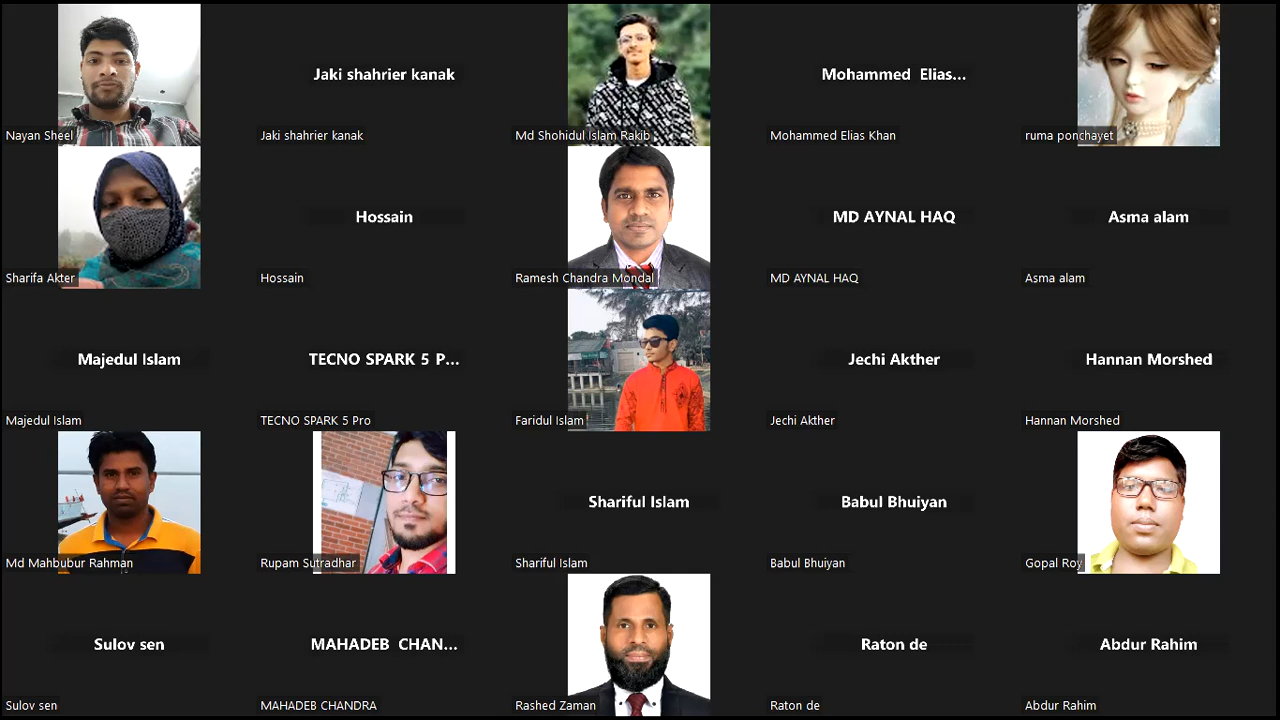 Nayan Sheel
Jaki shahrier kanak
Jaki shahrier kanak
Md Shohidul Islam Rakib
Mohammed Elias...
Mohammed Elias Khan
ruma ponchayet
Sharifa Akter
Hossain
Hossain
Ramesh Chandra Mondal
MD AYNAL HAQ
MD AYNAL HAQ
Asma alam
Asma alam
Majedul Islam
Majedul Islam
TECNO SPARK 5 P...
TECNO SPARK 5 Pro
Faridul Islam
Jechi Akther
Jechi Akther
Hannan Morshed
Hannan Morshed
Md Mahbubur Rahman
Rupam Sutradhar
Shariful Islam
Shariful Islam
Babul Bhuiyan
Babul Bhuiyan
Gopal Roy
Sulov sen
Sulov sen
MAHADEB CHAN...
MAHADEB CHANDRA
Rashed Zaman
Raton de
Raton de
Abdur Rahim
Abdur Rahim